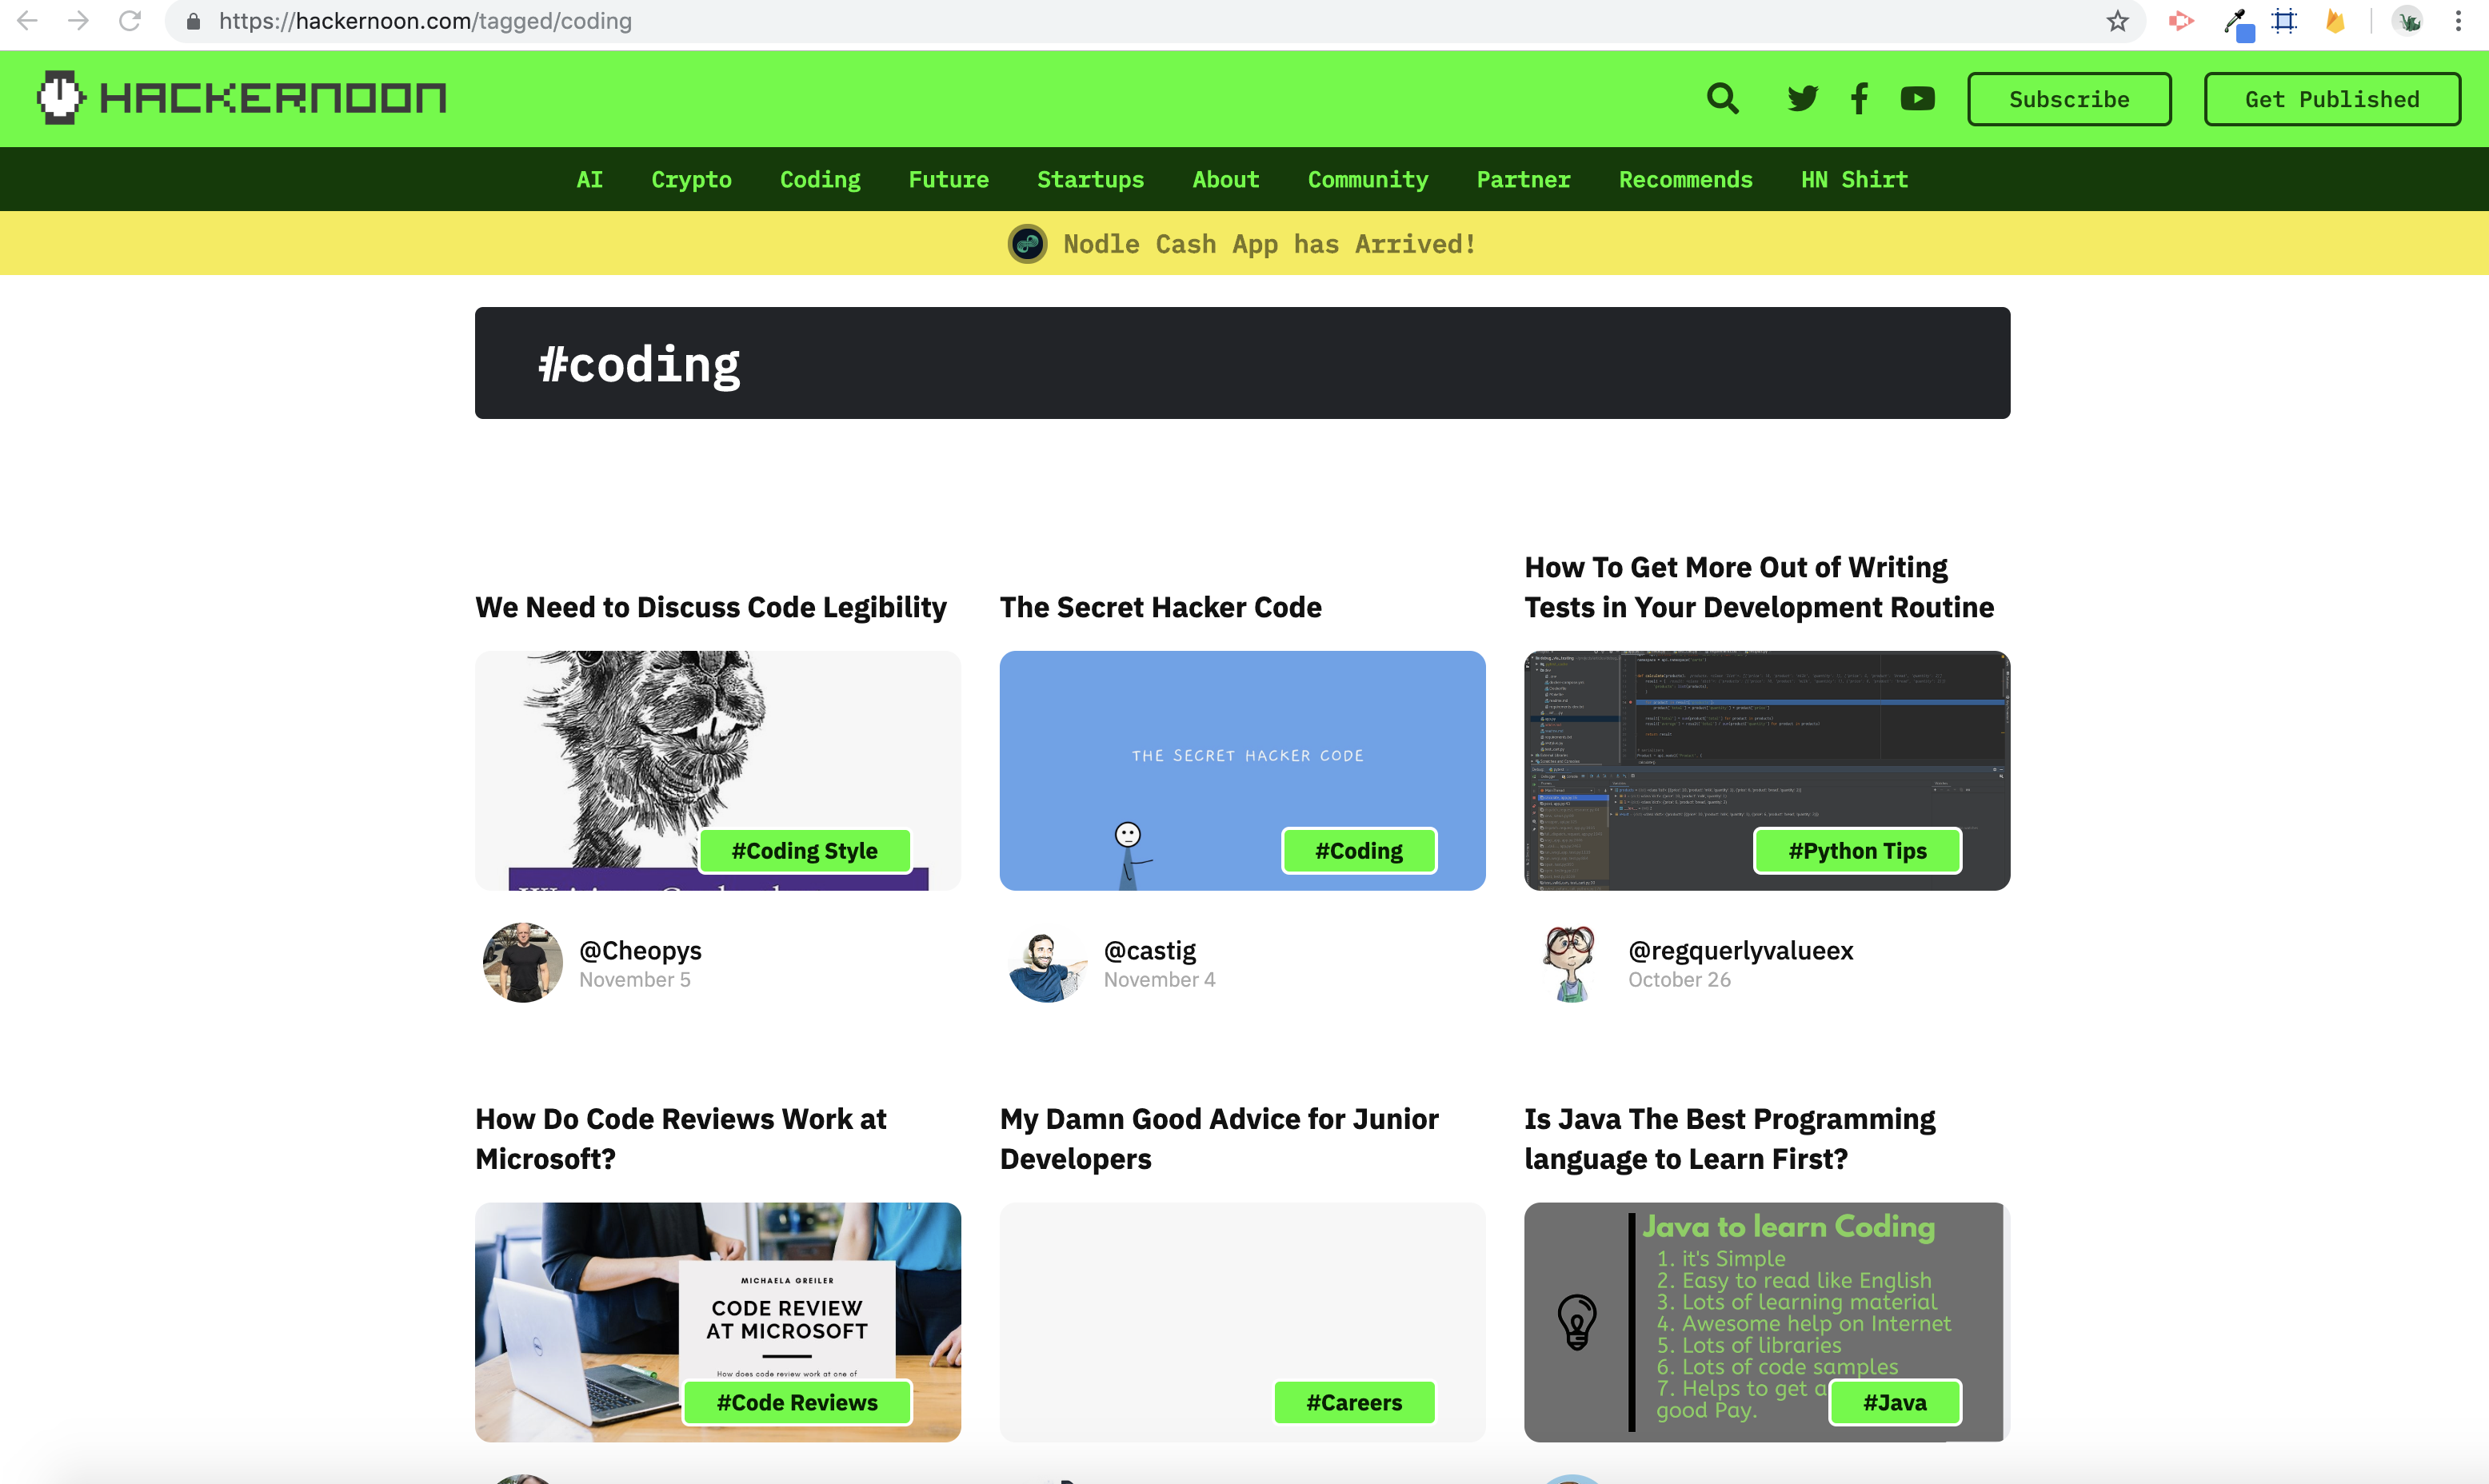 https://hackernoon.com/tagged/coding
HACKERNOON
Subscribe
Get Published
AI Crypto Coding Future Startups About Community Partner Recommends HN Shirt
Nodle Cash App has Arrived!
#coding
We Need to Discuss Code Legibility
#Coding Style
@Cheopys
November 5
The Secret Hacker Code
THE SECRET HACKER CODE
#Coding
@castig
November 4
How To Get More Out of Writing
Tests in Your Development Routine
#Python Tips
@regquerlyvalueex
October 26
How Do Code Reviews Work at
Microsoft?
MICHAELA GREILER
CODE REVIEW
AT MICROSOFT
How does code review work at one of
#Code Reviews
My Damn Good Advice for Junior
Developers
#Careers
Is Java The Best Programming
language to Learn First?
Java to learn Coding
1. it's Simple
2. Easy to read like English
3. Lots of learning material
4. Awesome help on Internet
5. Lots of libraries
6. Lots of code samples
7. Helps to get a
good Pay.
#Java